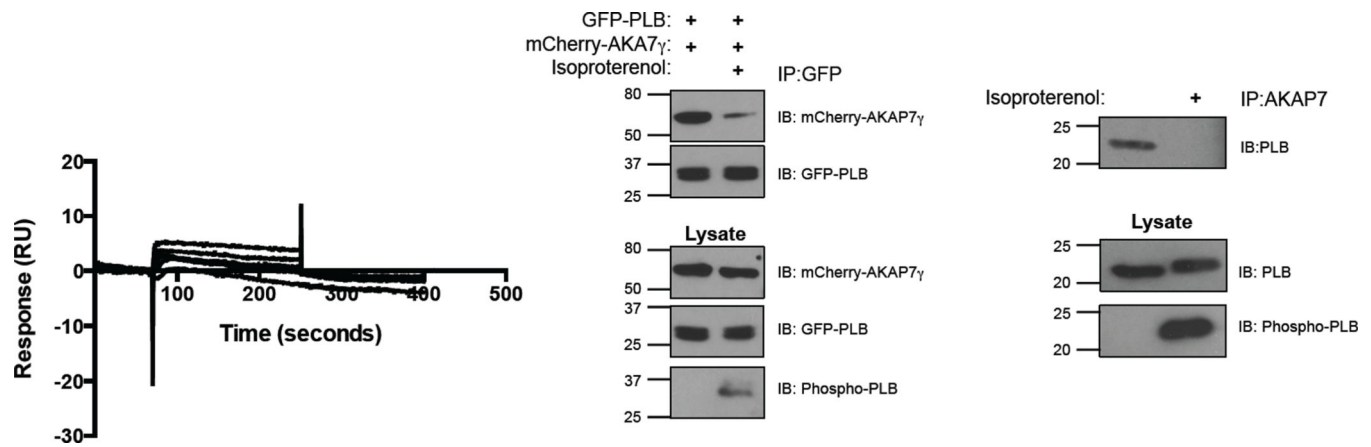 20
10
0
-10
-20
-30
100
200
300
400
500
Response (RU)
Time (seconds)
GFP-PLB: + +
mCherry-AKA7γ: + +
Isoproterenol: +
IP:GFP
80
50
IB: mCherry-AKAP7γ
37
25
IB: GFP-PLB
Lysate
80
50
IB: mCherry-AKAP7γ
37
25
IB: GFP-PLB
37
25
IB: Phospho-PLB
Isoproterenol: + IP:AKAP7
25
20
IB:PLB
Lysate
25
20
IB: PLB
25
20
IB: Phospho-PLB